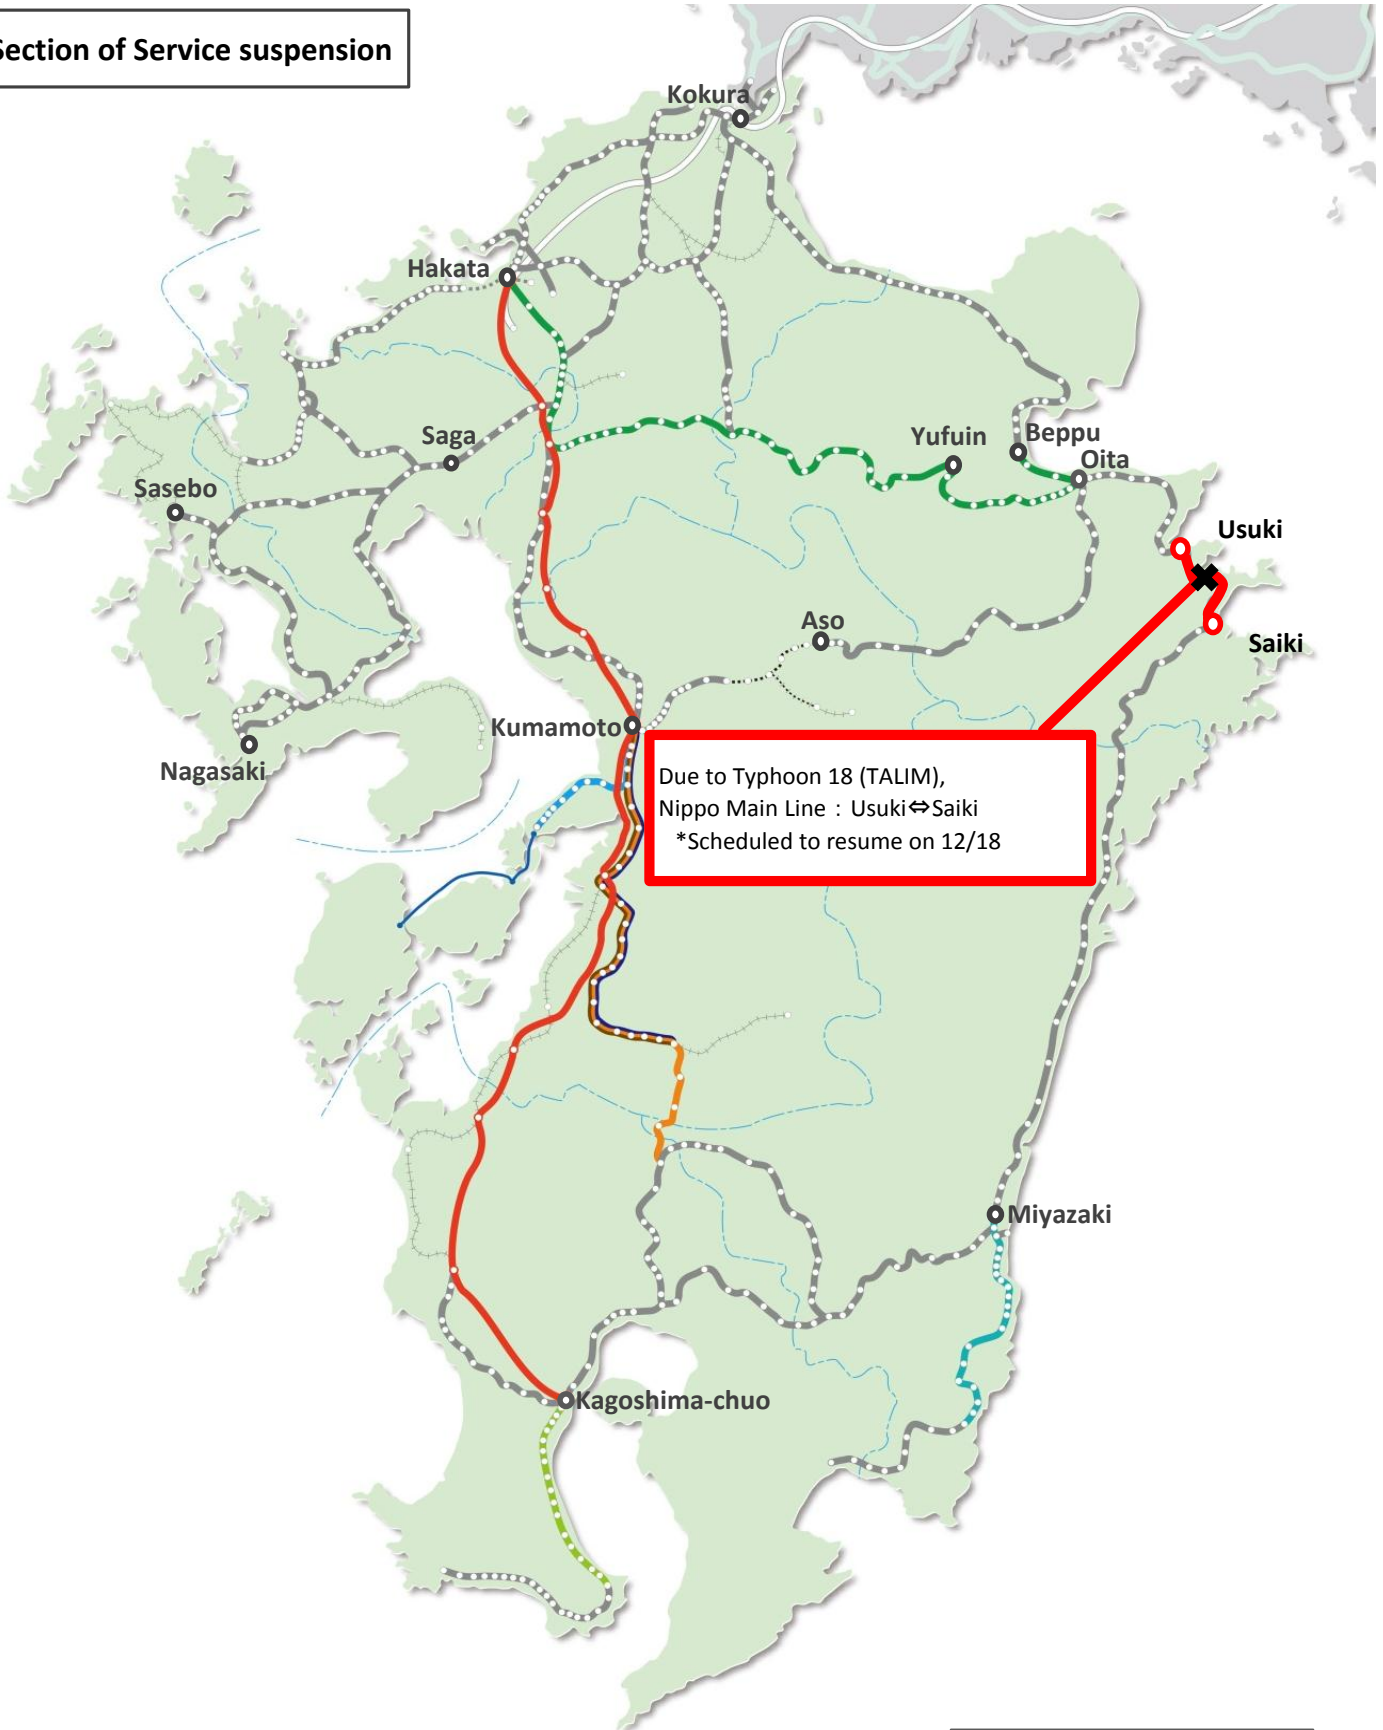 Section of Service suspension
Kokura
Hakata
Saga
Yufuin
Beppu
Oita
Sasebo
Usuki
Aso
Saiki
Kumamoto
Nagasaki
Due to Typhoon 18 (TALIM),
Nippo Main Line：Usuki⇔Saiki
*Scheduled to resume on 12/18
Miyazaki
Kagoshima-chuo